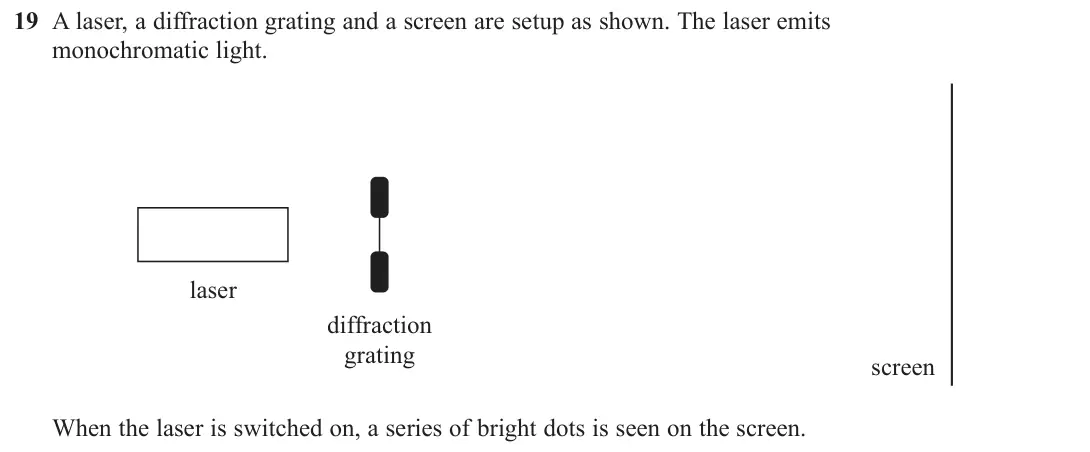 19 A laser, a diffraction grating and a screen are setup as shown. The laser emits
monochromatic light.
laser
diffraction
grating
screen
When the laser is switched on, a series of bright dots is seen on the screen.